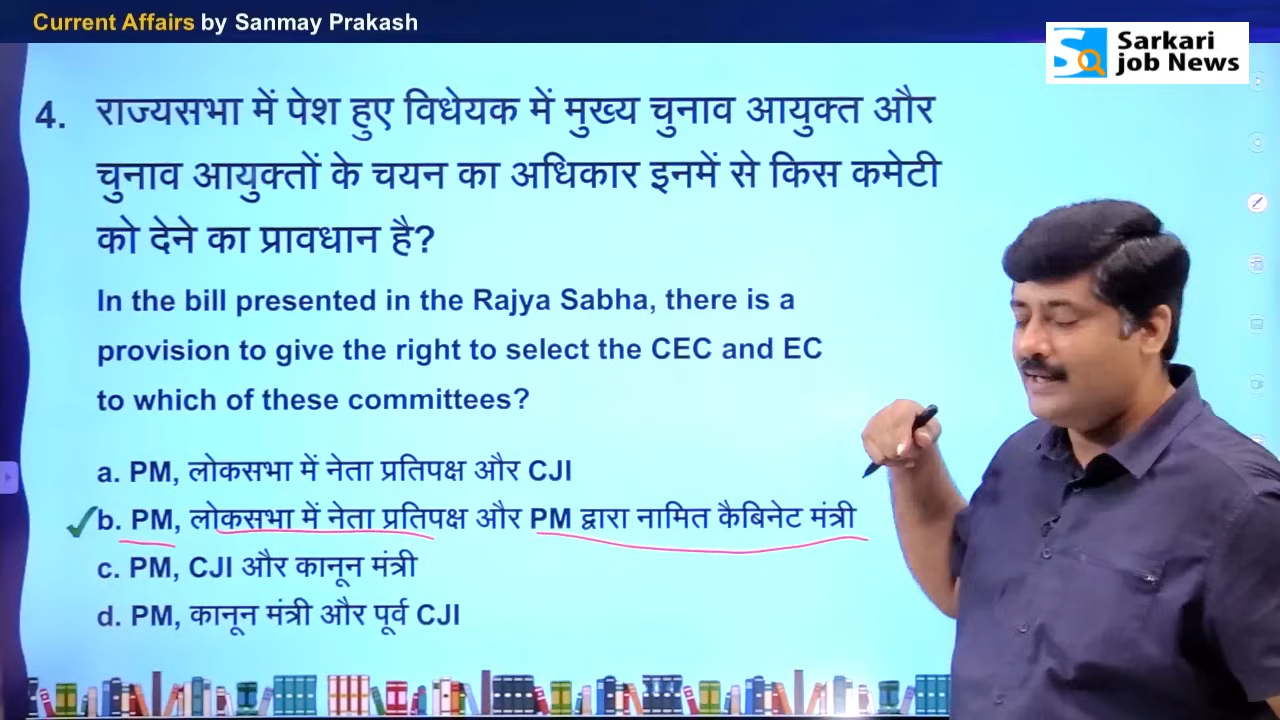 Current Affairs by Sanmay Prakash
Sarkari
job News
4. राज्यसभा में पेश हुए विधेयक में मुख्य चुनाव आयुक्त और
चुनाव आयुक्तों के चयन का अधिकार इनमें से किस कमेटी
को देने का प्रावधान है?
In the bill presented in the Rajya Sabha, there is a
provision to give the right to select the CEC and EC
to which of these committees?
a. PM, लोकसभा में नेता प्रतिपक्ष और CJI
b. PM, लोकसभा में नेता प्रतिपक्ष और PM द्वारा नामित कैबिनेट मंत्री
c. PM, CJI और कानून मंत्री
d. PM, कानून मंत्री और पूर्व CJI